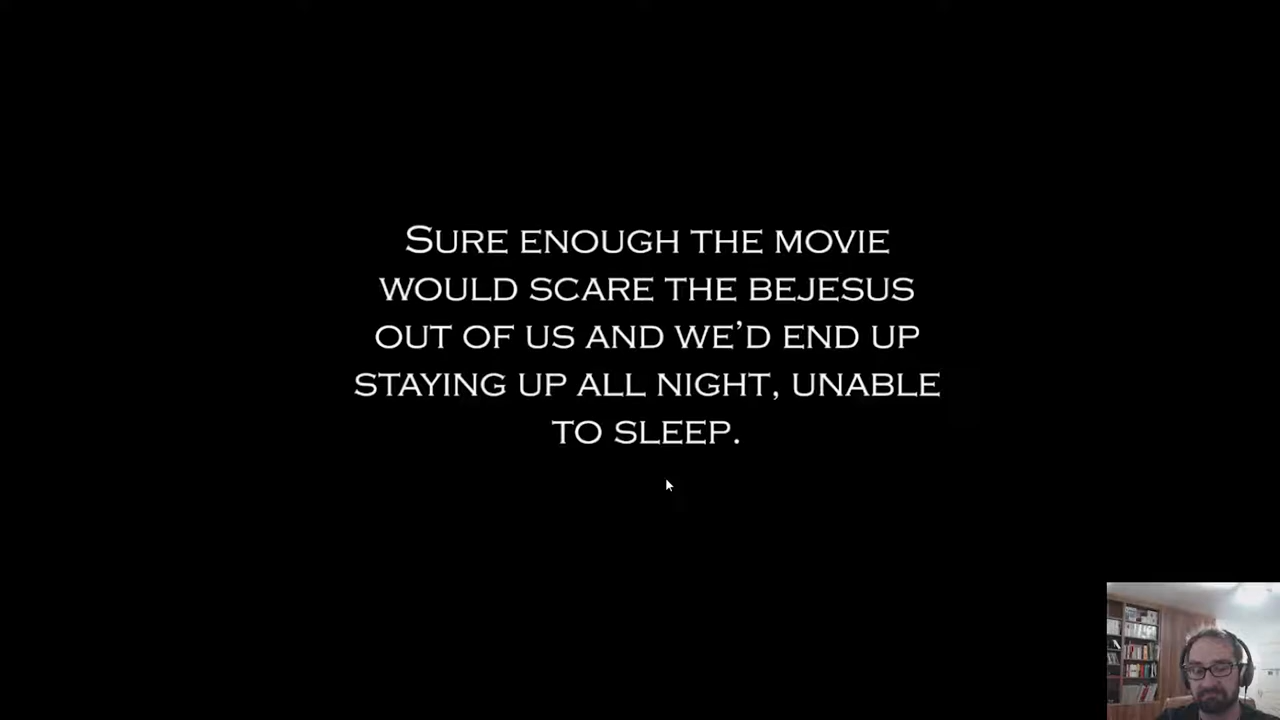 Sure enough the movie
would scare the bejesus
out of us and we’d end up
staying up all night, unable
to sleep.